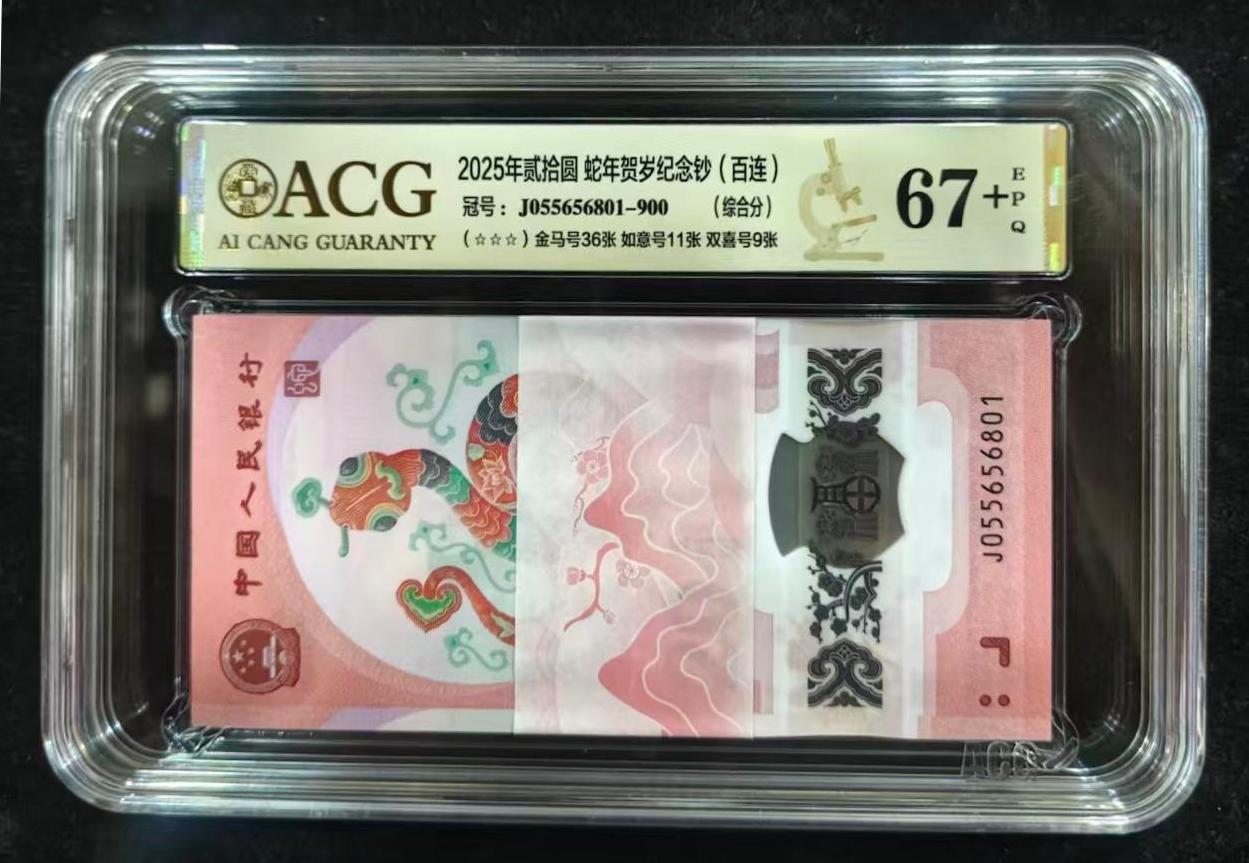 ACG
AI CANG GUARANTY
2025年贰拾圆 蛇年贺岁纪念钞（百连）
冠号：J055656801-900 （综合分）
（☆☆☆）金马号36张 如意号11张 双喜号9张
67+
EPQ
中国人民银行
J055656801
ACG